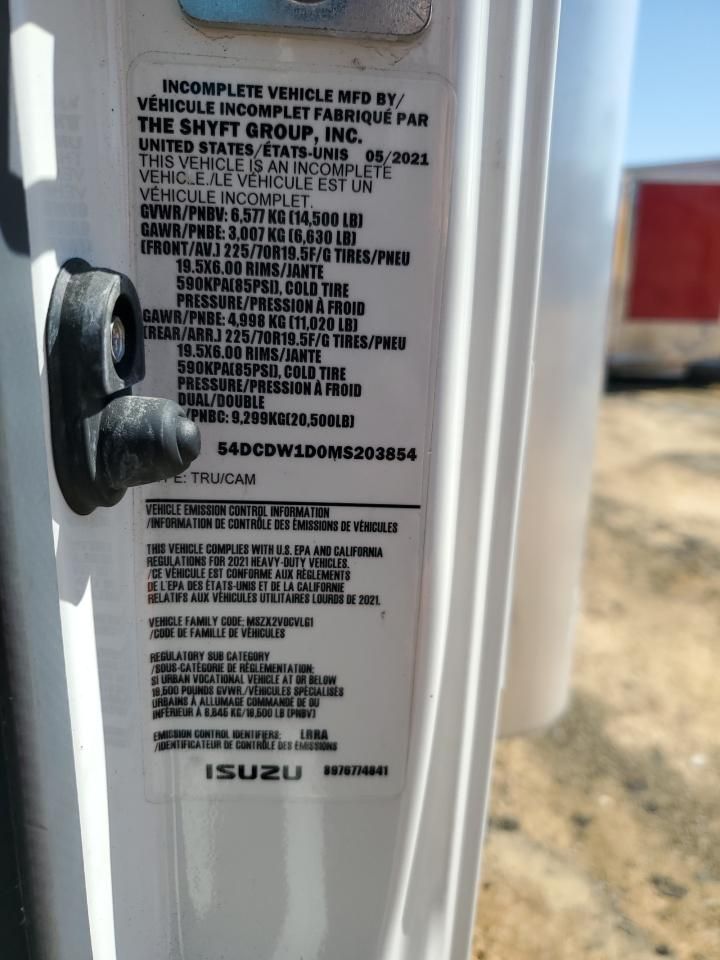 INCOMPLETE VEHICLE MFD BY/
VÉHICULE INCOMPLET FABRIQUÉ PAR
THE SHYFT GROUP, INC.
UNITED STATES/ÉTATS-UNIS 05/2021
THIS VEHICLE IS AN INCOMPLETE
VEHICLE./LE VÉHICULE EST UN
VÉHICULE INCOMPLET.
GVWR/PNBV: 6,577 KG (14,500 LB)
GAWR/PNBE: 3,007 KG (6,630 LB)
(FRONT/AV.) 225/70R19.5F/G TIRES/PNEU
19.5X6.00 RIMS/JANTE
590KPA(85PSI), COLD TIRE
PRESSURE/PRESSION À FROID
GAWR/PNBE: 4,998 KG (11,020 LB)
(REAR/ARR.) 225/70R19.5F/G TIRES/PNEU
19.5X6.00 RIMS/JANTE
590KPA(85PSI), COLD TIRE
PRESSURE/PRESSION À FROID
DUAL/DOUBLE
/PNBC: 9,299KG(20,500LB)
54DCDW1D0MS203854
: TRU/CAM
VEHICLE EMISSION CONTROL INFORMATION
/INFORMATION DE CONTRÔLE DES ÉMISSIONS DE VÉHICULES
THIS VEHICLE COMPLIES WITH U.S. EPA AND CALIFORNIA
REGULATIONS FOR 2021 HEAVY-DUTY VEHICLES.
/CE VÉHICULE EST CONFORME AUX RÈGLEMENTS
DE L'EPA DES ÉTATS-UNIS ET DE LA CALIFORNIE
RELATIFS AUX VÉHICULES UTILITAIRES LOURDS DE 2021.
VEHICLE FAMILY CODE: MSZX2VOCVLG1
/CODE DE FAMILLE DE VÉHICULES
REGULATORY SUB CATEGORY
/SOUS-CATÉGORIE DE RÉGLEMENTATION:
SI URBAN VOCATIONAL VEHICLE AT OR BELOW
19,500 POUNDS GVWR/VÉHICULES SPÉCIALISÉS
URBAINS À ALLUMAGE COMMANDÉ DE OU
INFÉRIEUR À 8,845 KG/19,500 LB (PNBV)
EMISSION CONTROL IDENTIFIERS: LRRA
/IDENTIFICATEUR DE CONTRÔLE DES ÉMISSIONS
ISUZU 8976774841